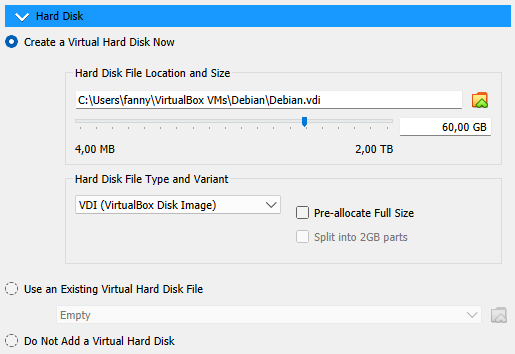 Hard Disk
Create a Virtual Hard Disk Now
Hard Disk File Location and Size
C:\Users\fanny\VirtualBox VMs\Debian\Debian.vdi
60,00 GB
4,00 MB 2,00 TB
Hard Disk File Type and Variant
VDI (VirtualBox Disk Image)
Pre-allocate Full Size
Split into 2GB parts
Use an Existing Virtual Hard Disk File
Empty
Do Not Add a Virtual Hard Disk